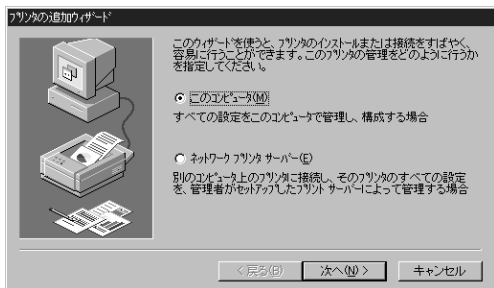 プリンタの追加ウィザード
このウィザードを使うと、プリンタのインストールまたは接続をすばやく、
容易に行うことができます。このプリンタの管理をどのように行うか
を指定してください。
このコンピュータ(M)
すべての設定をこのコンピュータで管理し、構成する場合
ネットワーク プリンタ サーバー(E)
別のコンピュータ上のプリンタに接続し、そのプリンタのすべての設定
を、管理者がセットアップしたプリント サーバーによって管理する場合
< 戻る(B)
次へ(N) >
キャンセル